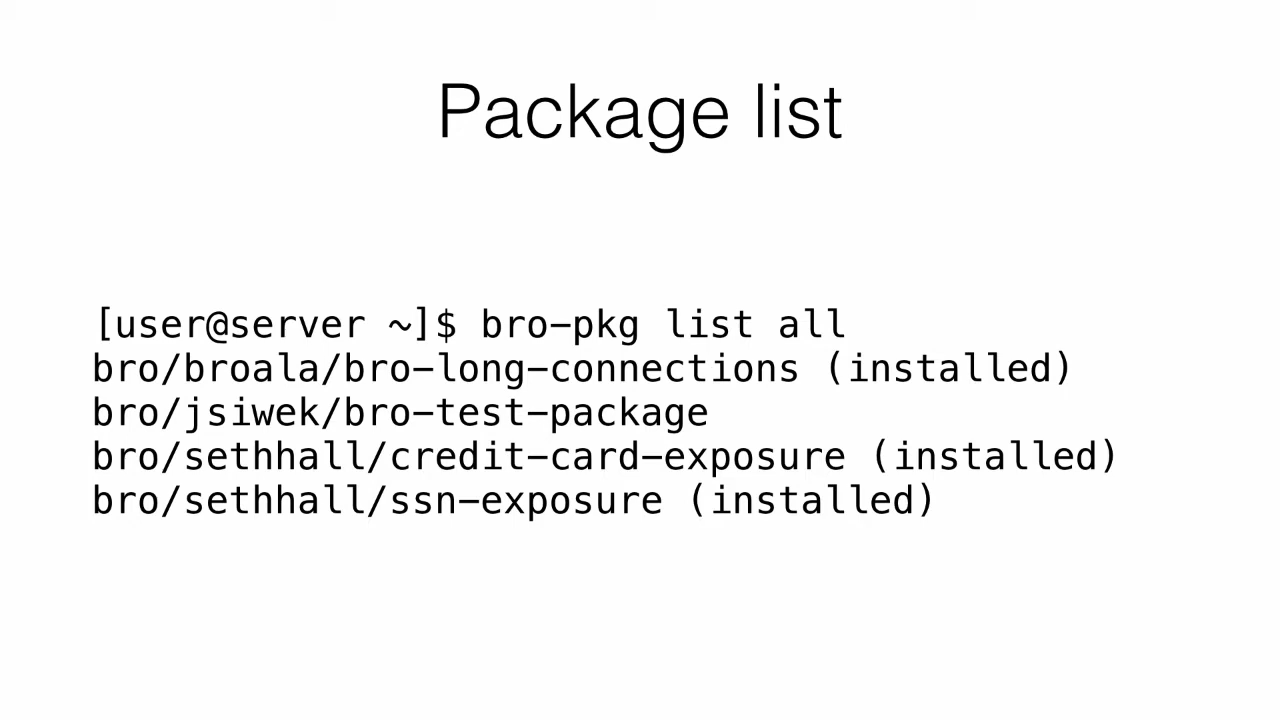 Package list
[user@server ~]$ bro-pkg list all
bro/broala/bro-long-connections (installed)
bro/jsiwek/bro-test-package
bro/sethhall/credit-card-exposure (installed)
bro/sethhall/ssn-exposure (installed)